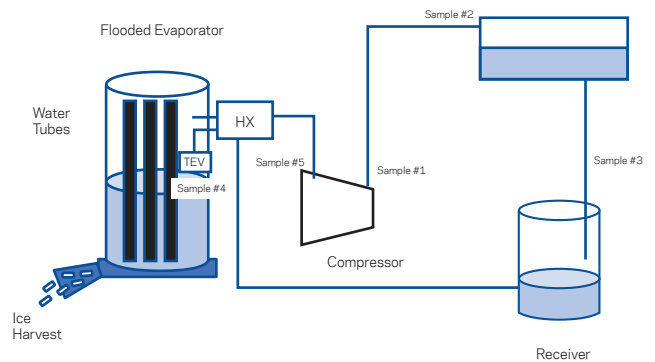 Sample #2
Flooded Evaporator
Water
Tubes
HX
TEV
Sample #5
Sample #3
Sample #1
Sample #4
Compressor
Ice
Harvest
Receiver